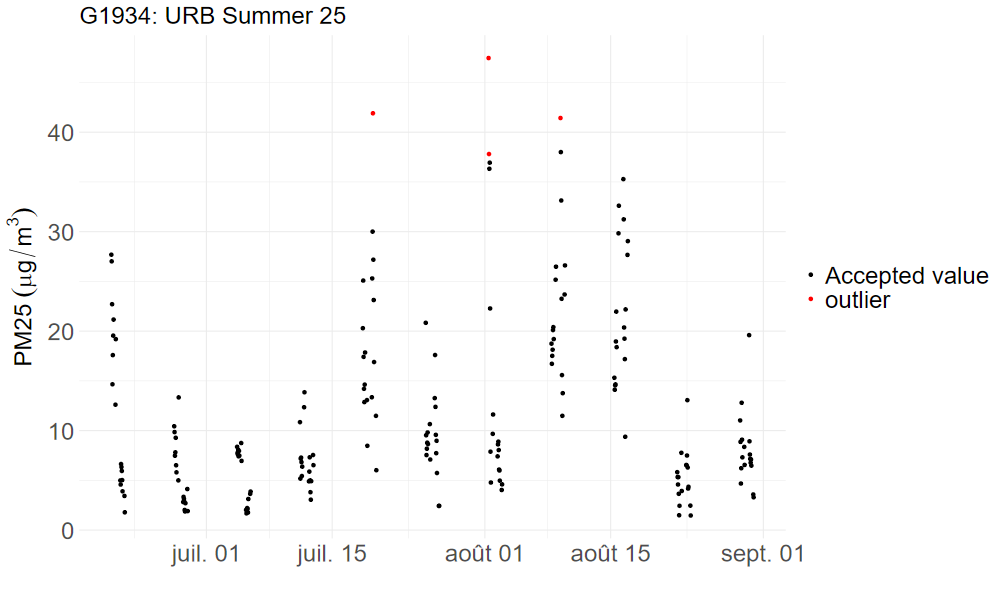 G1934: URB Summer 25
PM25 (μg/m³)
40
30
20
10
0
juil. 01 juil. 15 août 01 août 15 sept. 01
Accepted value
outlier